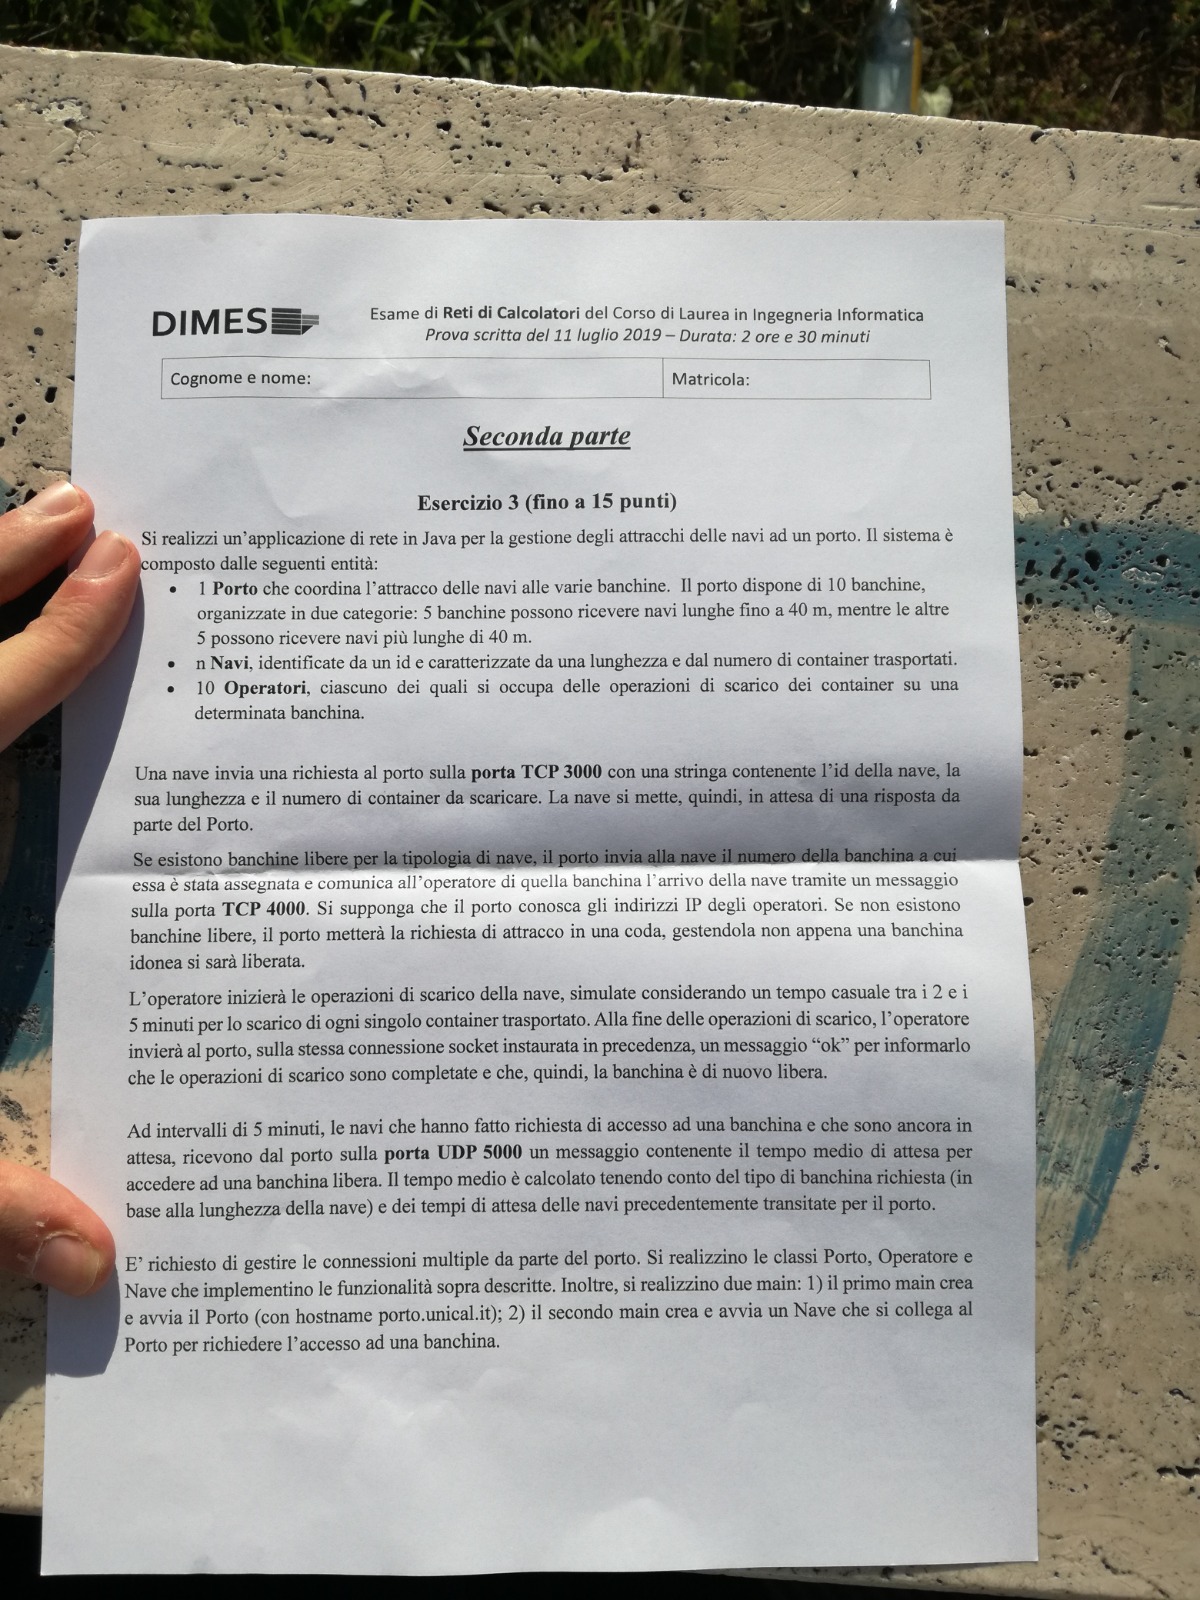 DIMES
Esame di Reti di Calcolatori del Corso di Laurea in Ingegneria Informatica
Prova scritta del 11 luglio 2019 – Durata: 2 ore e 30 minuti
Cognome e nome: Matricola:
Seconda parte
Esercizio 3 (fino a 15 punti)
Si realizzi un'applicazione di rete in Java per la gestione degli attracchi delle navi ad un porto. Il sistema è
composto dalle seguenti entità:
• 1 Porto che coordina l'attracco delle navi alle varie banchine. Il porto dispone di 10 banchine,
organizzate in due categorie: 5 banchine possono ricevere navi lunghe fino a 40 m, mentre le altre
5 possono ricevere navi più lunghe di 40 m.
• n Navi, identificate da un id e caratterizzate da una lunghezza e dal numero di container trasportati.
• 10 Operatori, ciascuno dei quali si occupa delle operazioni di scarico dei container su una
determinata banchina.
Una nave invia una richiesta al porto sulla porta TCP 3000 con una stringa contenente l'id della nave, la
sua lunghezza e il numero di container da scaricare. La nave si mette, quindi, in attesa di una risposta da
parte del Porto.
Se esistono banchine libere per la tipologia di nave, il porto invia alla nave il numero della banchina a cui
essa è stata assegnata e comunica all'operatore di quella banchina l'arrivo della nave tramite un messaggio
sulla porta TCP 4000. Si supponga che il porto conosca gli indirizzi IP degli operatori. Se non esistono
banchine libere, il porto metterà la richiesta di attracco in una coda, gestendola non appena una banchina
idonea si sarà liberata.
L'operatore inizierà le operazioni di scarico della nave, simulate considerando un tempo casuale tra i 2 e i
5 minuti per lo scarico di ogni singolo container trasportato. Alla fine delle operazioni di scarico, l'operatore
invierà al porto, sulla stessa connessione socket instaurata in precedenza, un messaggio “ok” per informarlo
che le operazioni di scarico sono completate e che, quindi, la banchina è di nuovo libera.
Ad intervalli di 5 minuti, le navi che hanno fatto richiesta di accesso ad una banchina e che sono ancora in
attesa, ricevono dal porto sulla porta UDP 5000 un messaggio contenente il tempo medio di attesa per
accedere ad una banchina libera. Il tempo medio è calcolato tenendo conto del tipo di banchina richiesta (in
base alla lunghezza della nave) e dei tempi di attesa delle navi precedentemente transitate per il porto.
E' richiesto di gestire le connessioni multiple da parte del porto. Si realizzino le classi Porto, Operatore e
Nave che implementino le funzionalità sopra descritte. Inoltre, si realizzino due main: 1) il primo main crea
e avvia il Porto (con hostname porto.unical.it); 2) il secondo main crea e avvia un Nave che si collega al
Porto per richiedere l'accesso ad una banchina.